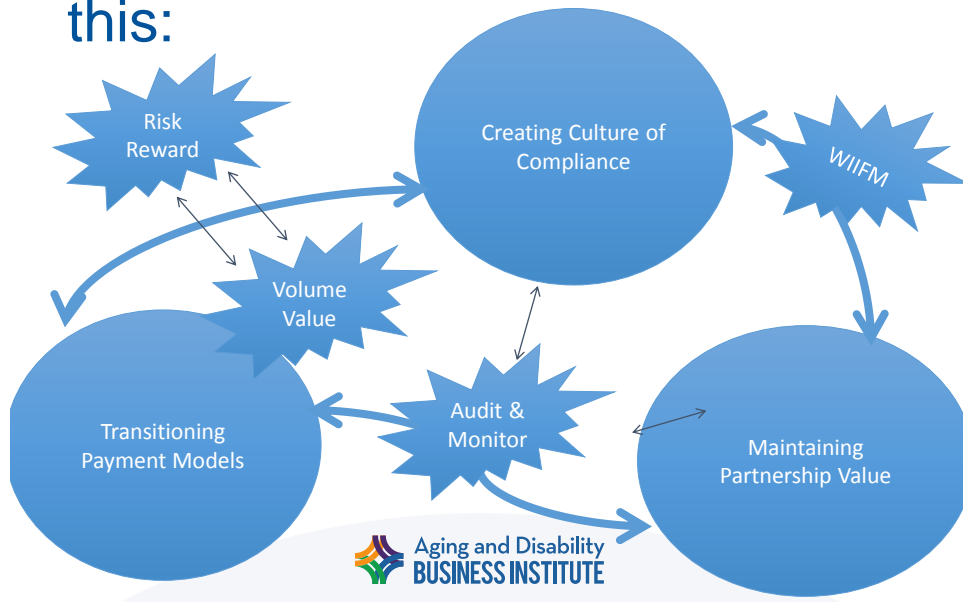 this:
Risk
Reward
Creating Culture of
Compliance
WIIFM
Volume
Value
Audit &
Monitor
Transitioning
Payment Models
Maintaining
Partnership Value
Aging and Disability
BUSINESS INSTITUTE